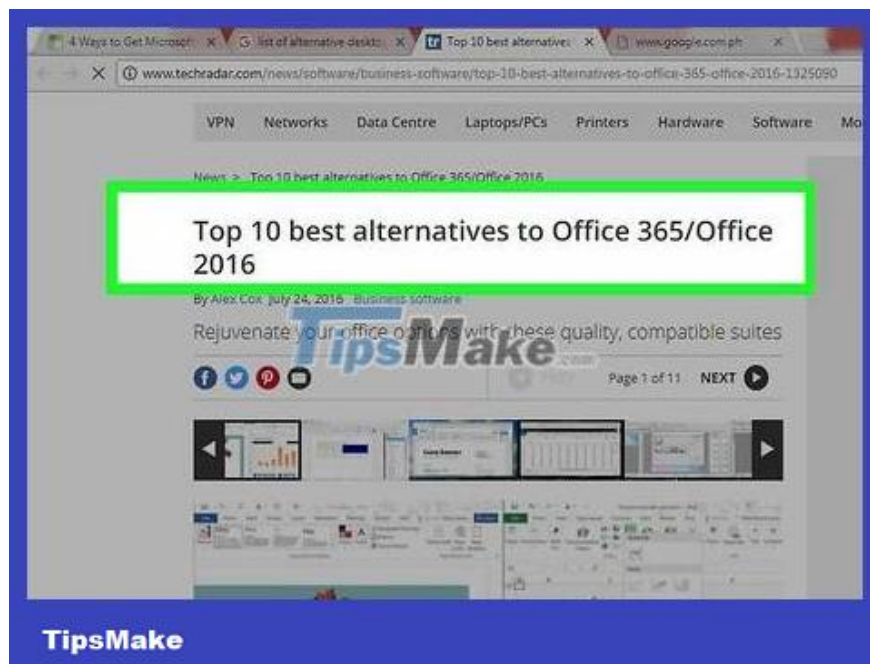 4 Ways to Get Microsoft
list of alternative deskto
Top 10 best alternatives
www.google.com.ph
www.techradar.com/news/software/business-software/top-10-best-alternatives-to-office-365-office-2016-1325090
VPN Networks Data Centre Laptops/PCs Printers Hardware Software Mo
News > Top 10 best alternatives to Office 365/Office 2016
Top 10 best alternatives to Office 365/Office
2016
By Alex Cox July 24, 2016 Business software
Rejuvenate your office options with these quality, compatible suites
TipsMake.com
Page 1 of 11 NEXT
TipsMake